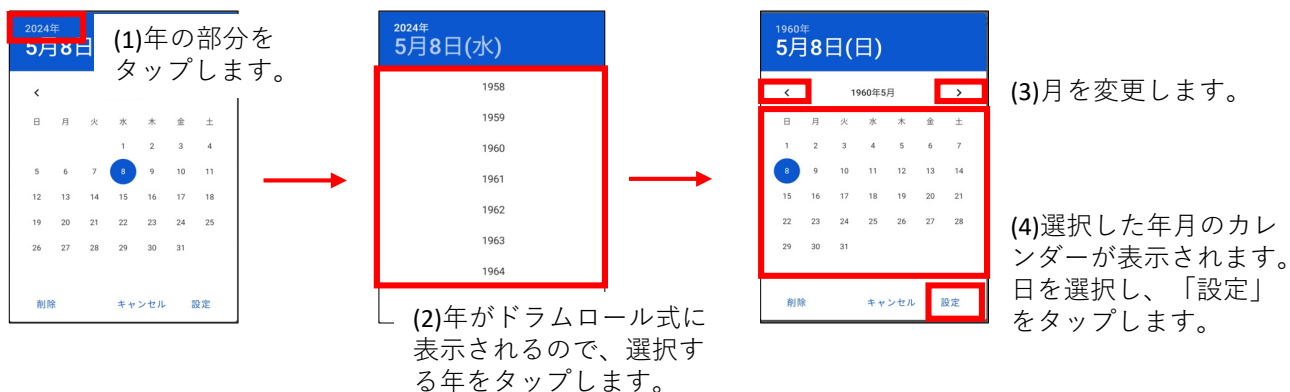 2024年
5月8日
(1)年の部分を
タップします。
日 月 火 水 木 金 土
1 2 3 4
5 6 7 8 9 10 11
12 13 14 15 16 17 18
19 20 21 22 23 24 25
26 27 28 29 30 31
削除 キャンセル 設定
2024年
5月8日(水)
1958
1959
1960
1961
1962
1963
1964
(2)年がドラムロール式に
表示されるので、選択す
る年をタップします。
1960年
5月8日(日)
1960年5月
日 月 火 水 木 金 土
1 2 3 4 5 6 7
8 9 10 11 12 13 14
15 16 17 18 19 20 21
22 23 24 25 26 27 28
29 30 31
削除 キャンセル 設定
(3)月を変更します。
(4)選択した年月のカレ
ンダーが表示されます。
日を選択し、「設定」
をタップします。